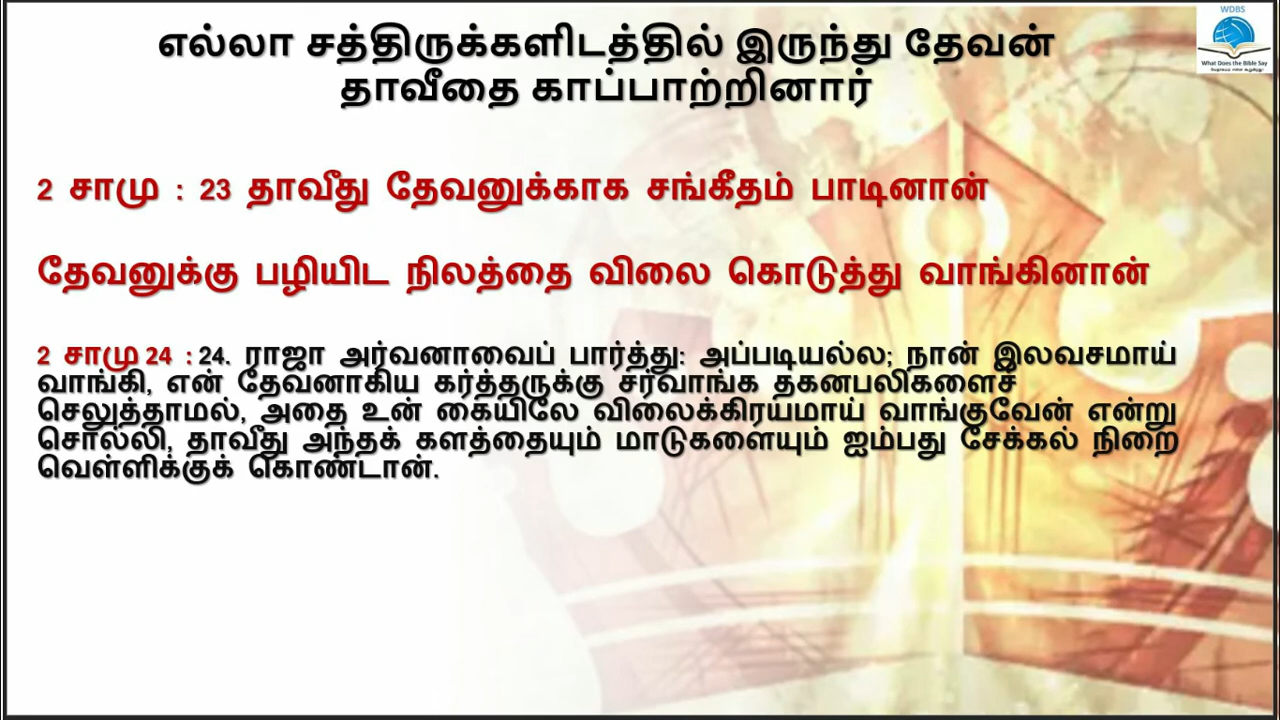 WDBS
What Does the Bible Say
எல்லா சத்திருக்களிடத்தில் இருந்து தேவன்
தாவீதை காப்பாற்றினார்
2 சாமு : 23 தாவீது தேவனுக்காக சங்கீதம் பாடினான்
தேவனுக்கு பழியிட நிலத்தை விலை கொடுத்து வாங்கினான்
2 சாமு 24 : 24. ராஜா அர்வனாவைப் பார்த்து: அப்படியல்ல; நான் இலவசமாய்
வாங்கி, என் தேவனாகிய கர்த்தருக்கு சர்வாங்க தகனபலிகளைச்
செலுத்தாமல், அதை உன் கையிலே விலைக்கிரயமாய் வாங்குவேன் என்று
சொல்லி, தாவீது அந்தக் களத்தையும் மாடுகளையும் ஐம்பது சேக்கல் நிறை
வெள்ளிக்குக் கொண்டான்.